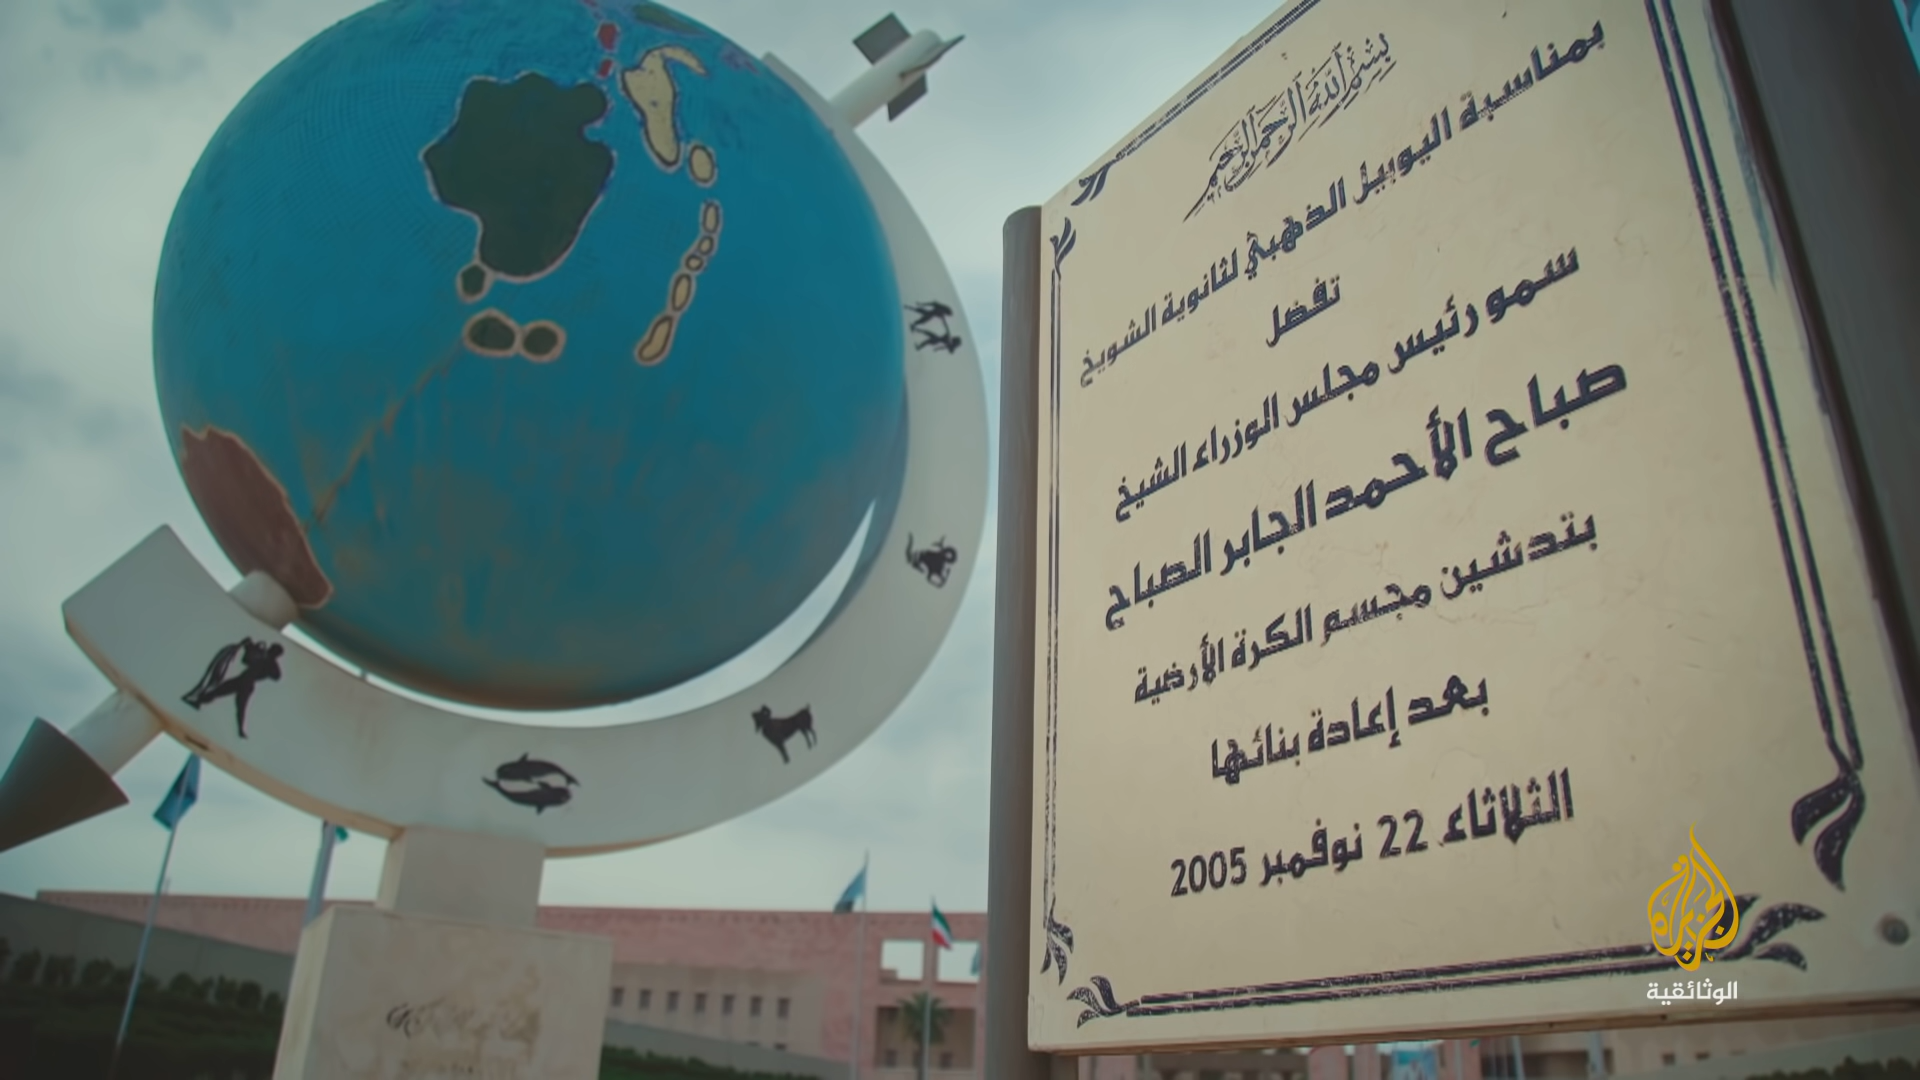 بسم الله الرحمن الرحيم
بمناسبة اليوبيل الذهبي لثانوية الشويخ
تفضل
سمو رئيس مجلس الوزراء الشيخ
صباح الأحمد الجابر الصباح
بتدشين مجسم الكرة الأرضية
بعد إعادة بنائها
الثلاثاء 22 نوفمبر 2005
الجزيرة
الوثائقية